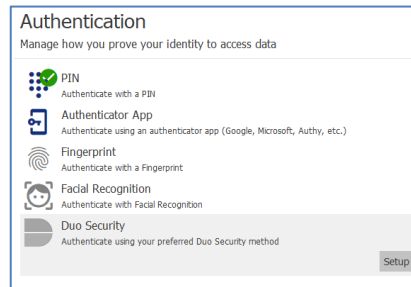 Authentication
Manage how you prove your identity to access data
PIN
Authenticate with a PIN
Authenticator App
Authenticate using an authenticator app (Google, Microsoft, Authy, etc.)
Fingerprint
Authenticate with a Fingerprint
Facial Recognition
Authenticate with Facial Recognition
Duo Security
Authenticate using your preferred Duo Security method
Setup